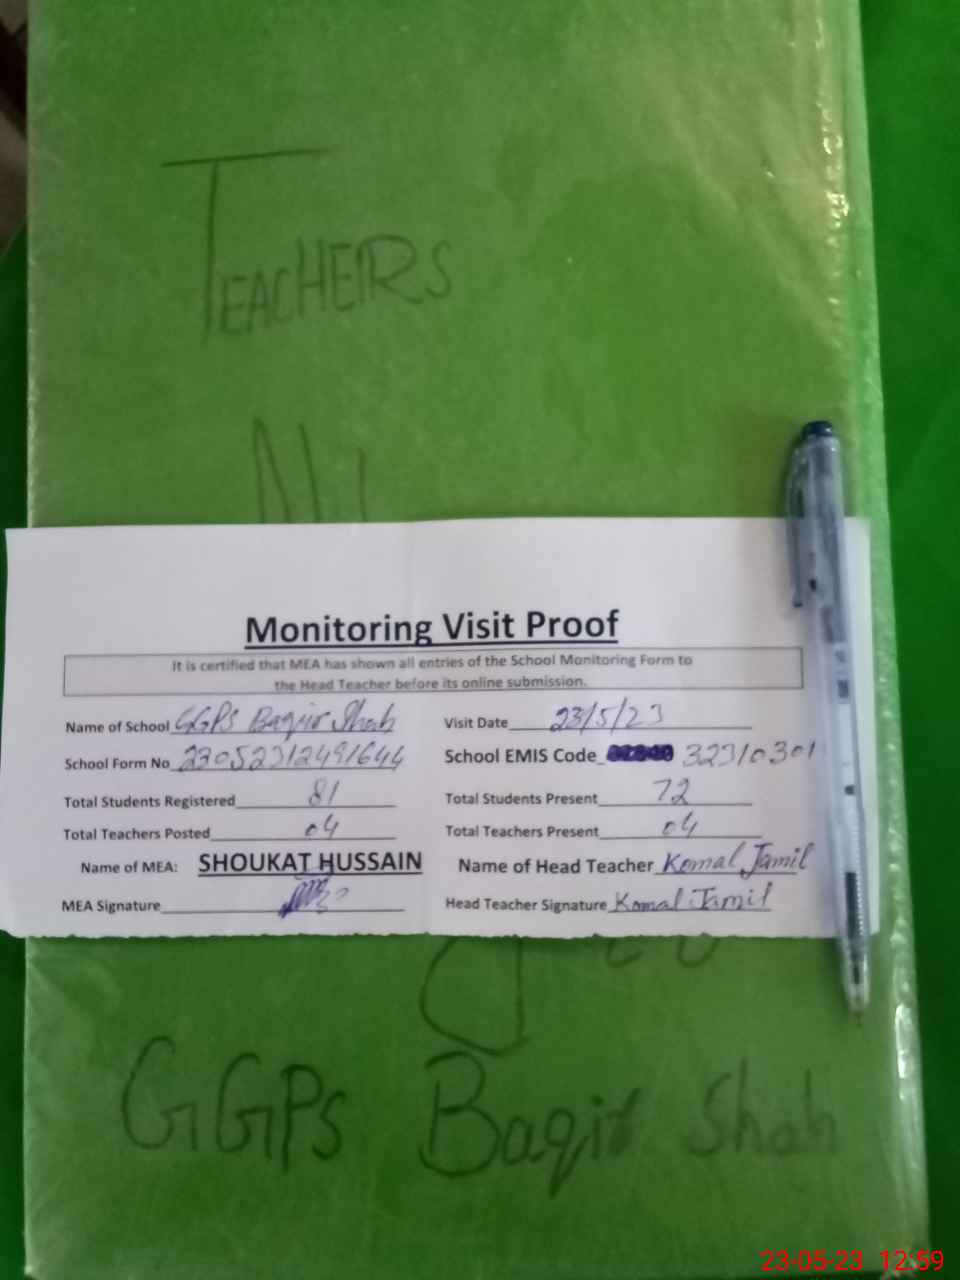 TEACHERS
Monitoring Visit Proof
It is certified that MEA has shown all entries of the School Monitoring Form to
the Head Teacher before its online submission.
Name of School GGPS Baqir Shah Visit Date 23/5/23
School Form No 23052312491644 School EMIS Code 32310301
Total Students Registered 81 Total Students Present 72
Total Teachers Posted 04 Total Teachers Present 04
Name of MEA: SHOUKAT HUSSAIN Name of Head Teacher Komal Jamil
MEA Signature Head Teacher Signature Komal Jamil
GGPS Baqir Shah
23-05-23 12:59